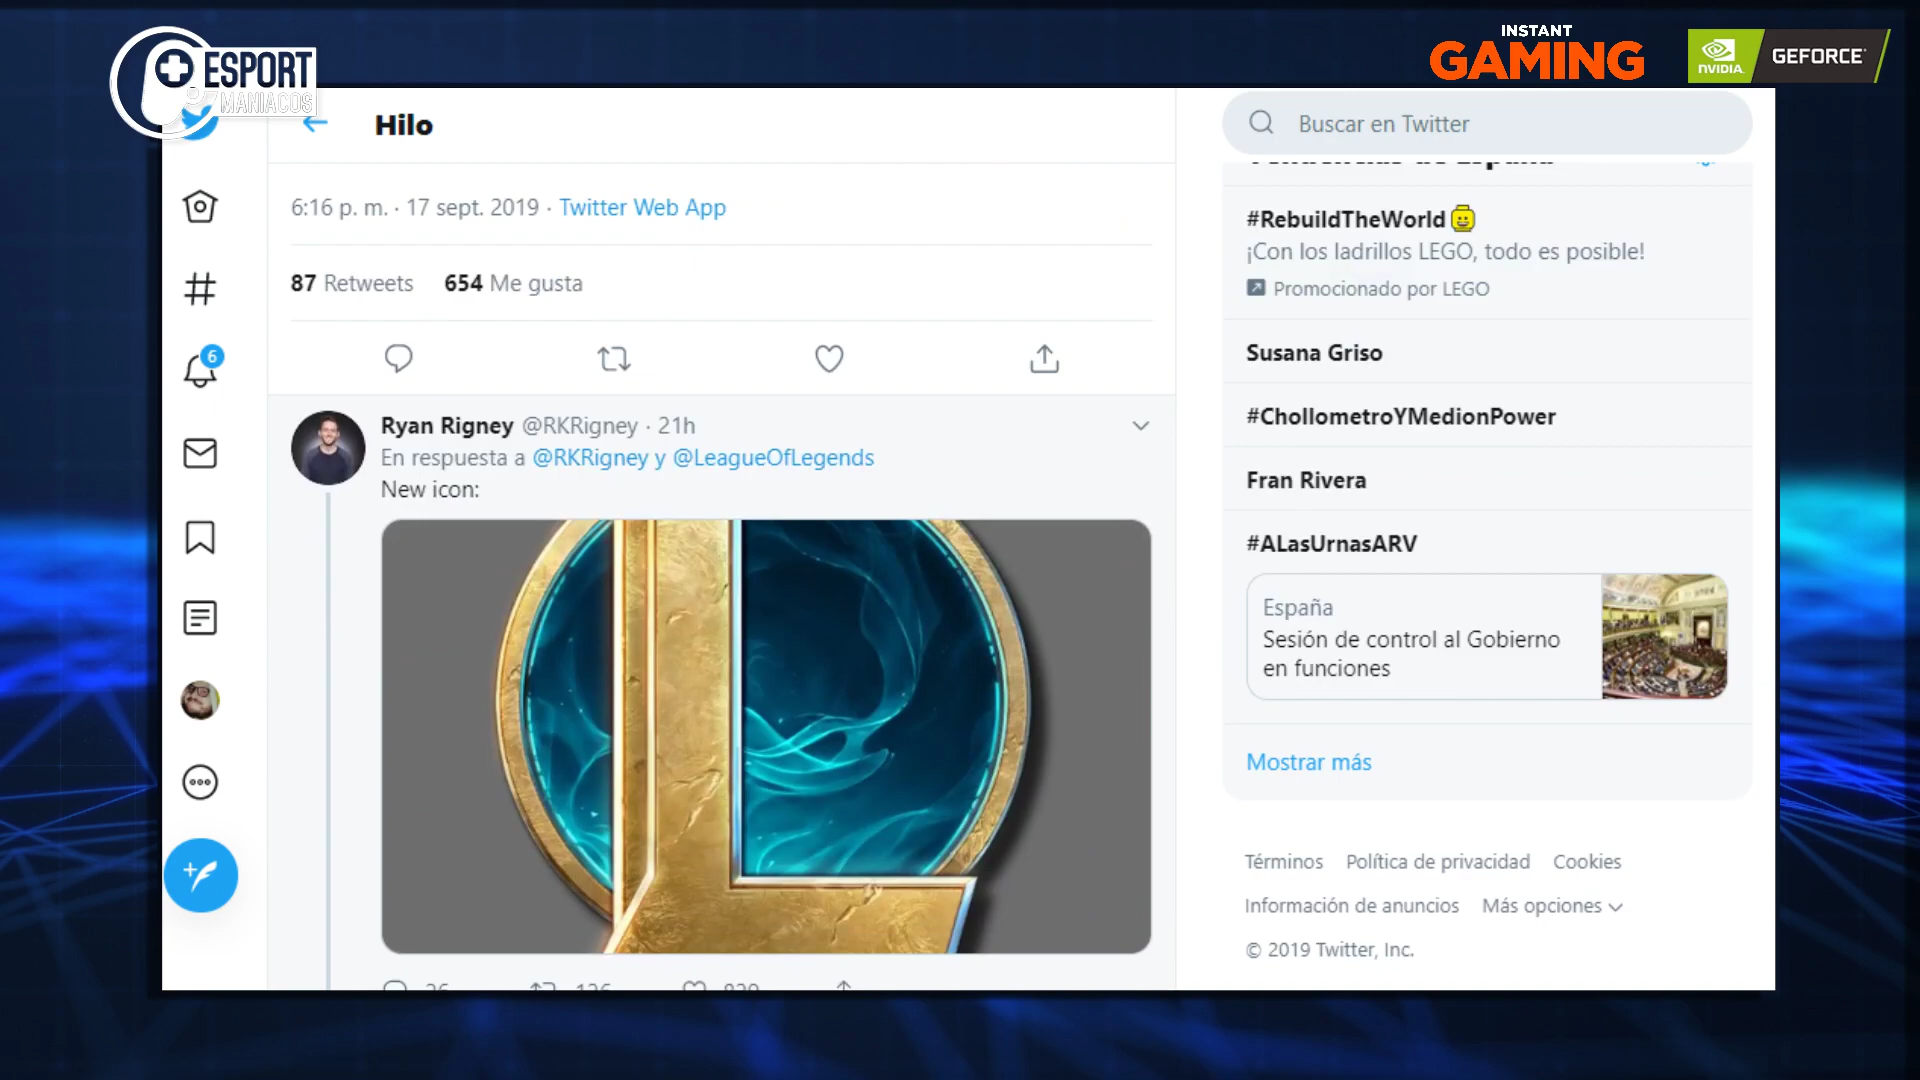 ESPORT
MANIACOS
INSTANT
GAMING
NVIDIA.
GEFORCE
Hilo
Buscar en Twitter
6:16 p. m. · 17 sept. 2019 · Twitter Web App
87 Retweets 654 Me gusta
6
Ryan Rigney @RKRigney · 21h
En respuesta a @RKRigney y @LeagueOfLegends
New icon:
#RebuildTheWorld
¡Con los ladrillos LEGO, todo es posible!
Promocionado por LEGO
Susana Griso
#ChollometroYMedionPower
Fran Rivera
#ALasUrnasARV
España
Sesión de control al Gobierno
en funciones
Mostrar más
Términos Política de privacidad Cookies
Información de anuncios Más opciones
© 2019 Twitter, Inc.